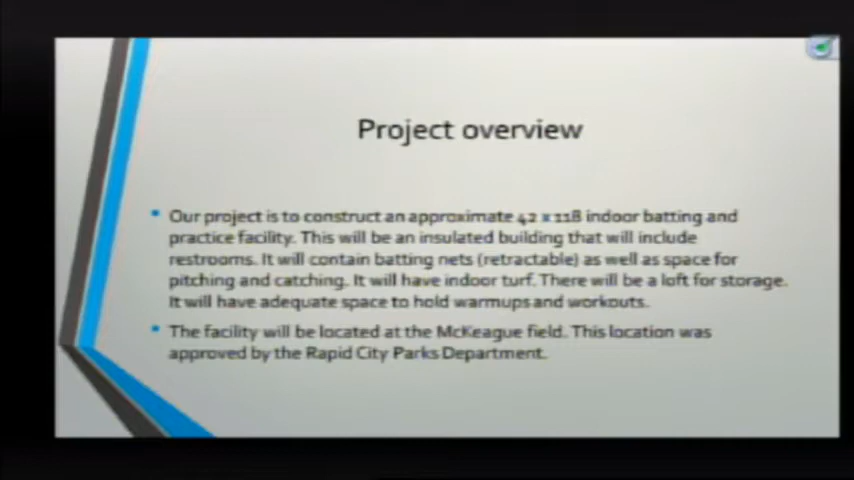 Project overview
• Our project is to construct an approximate 42 x 118 indoor batting and
practice facility. This will be an insulated building that will include
restrooms. It will contain batting nets (retractable) as well as space for
pitching and catching. It will have indoor turf. There will be a loft for storage.
It will have adequate space to hold warmups and workouts.
• The facility will be located at the McKeague field. This location was
approved by the Rapid City Parks Department.